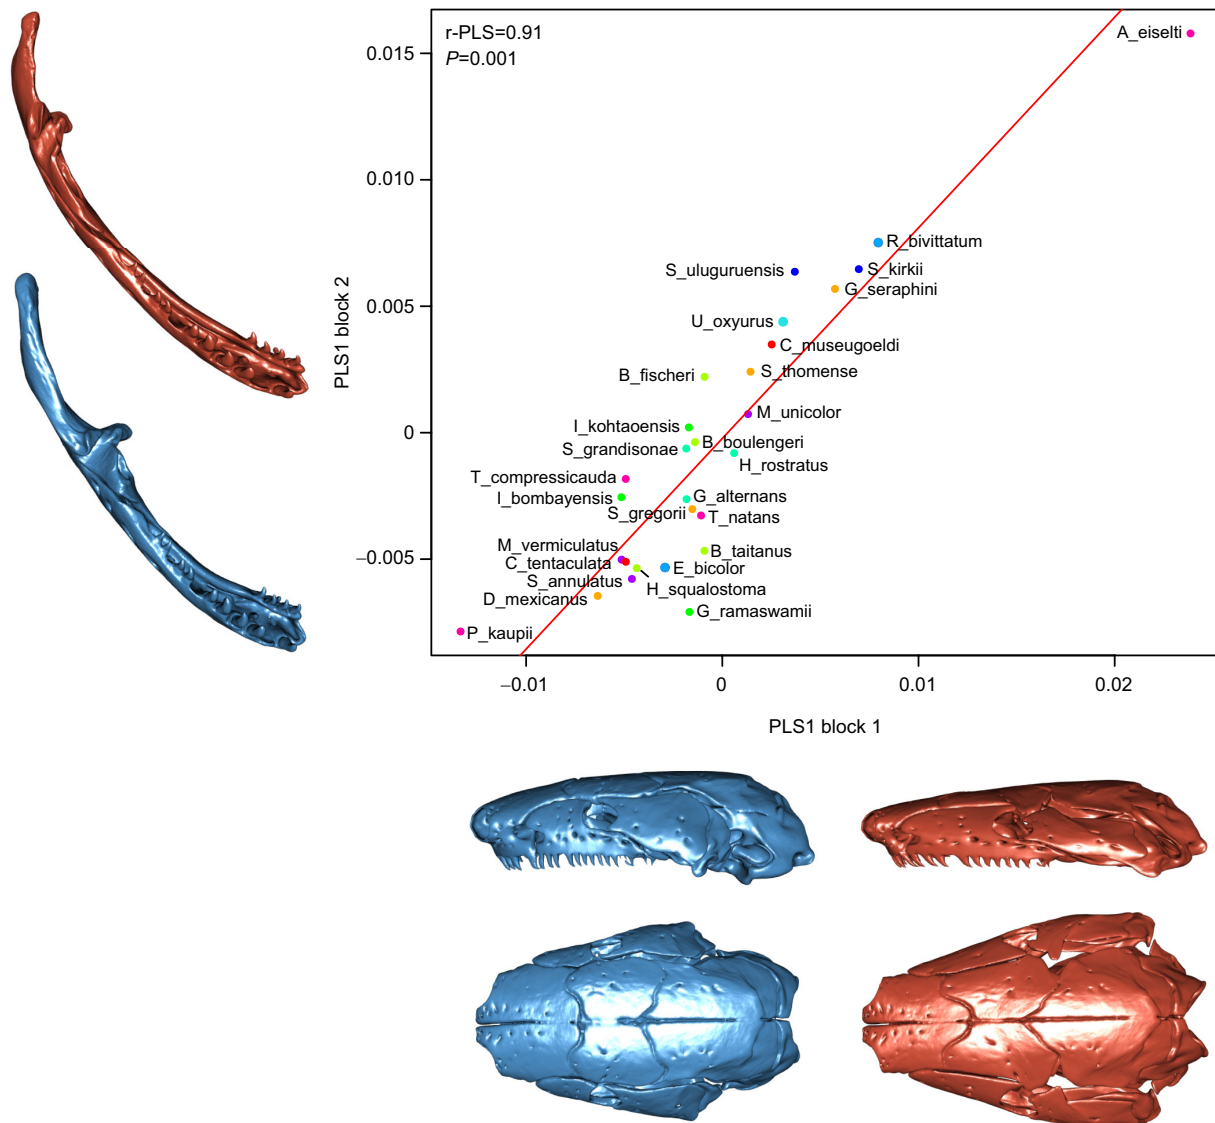 r-PLS=0.91
P=0.001
A_eiselti
0.015
0.010
0.005
0
−0.005
PLS1 block 2
R_bivittatum
S_uluguruensis
S_kirkii
G_seraphini
U_oxyurus
C_museugoeldi
S_thomense
B_fischeri
M_unicolor
I_kohtaoensis
B_boulengeri
S_grandisonae
H_rostratus
T_compressicauda
I_bombayensis
G_alternans
S_gregorii
T_natans
M_vermiculatus
B_taitanus
C_tentaculata
E_bicolor
S_annulatus
H_squalostoma
D_mexicanus
G_ramaswamii
P_kaupii
−0.01
0
0.01
0.02
PLS1 block 1